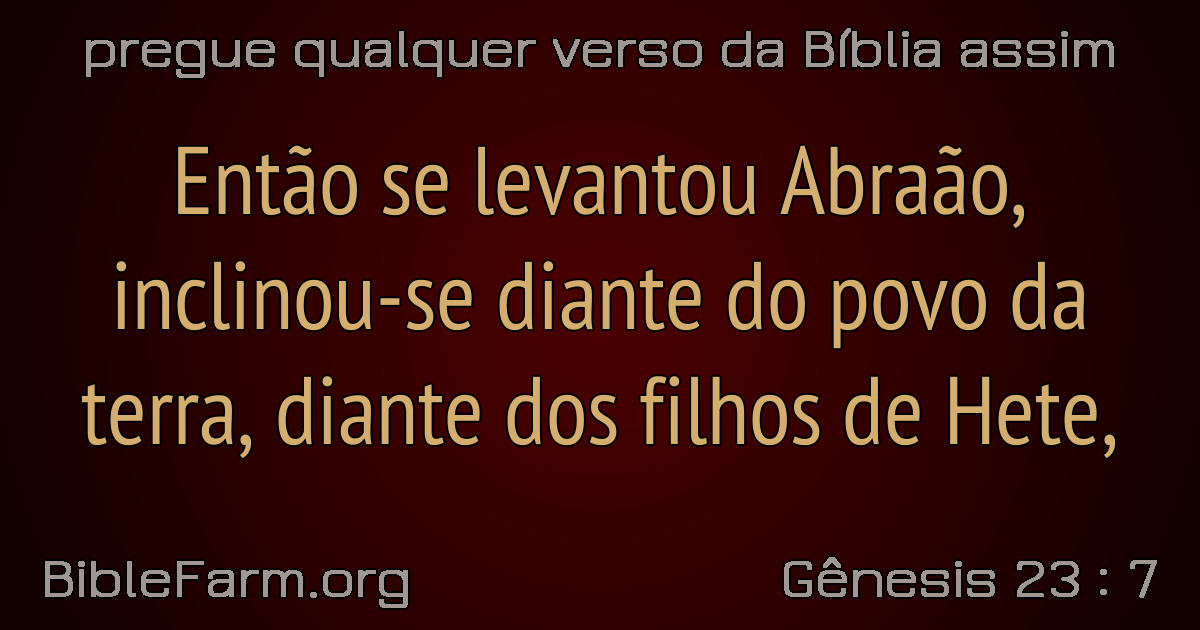 pregue qualquer verso da Bíblia assim
Então se levantou Abraão,
inclinou-se diante do povo da
terra, diante dos filhos de Hete,
BibleFarm.org
Gênesis 23 : 7